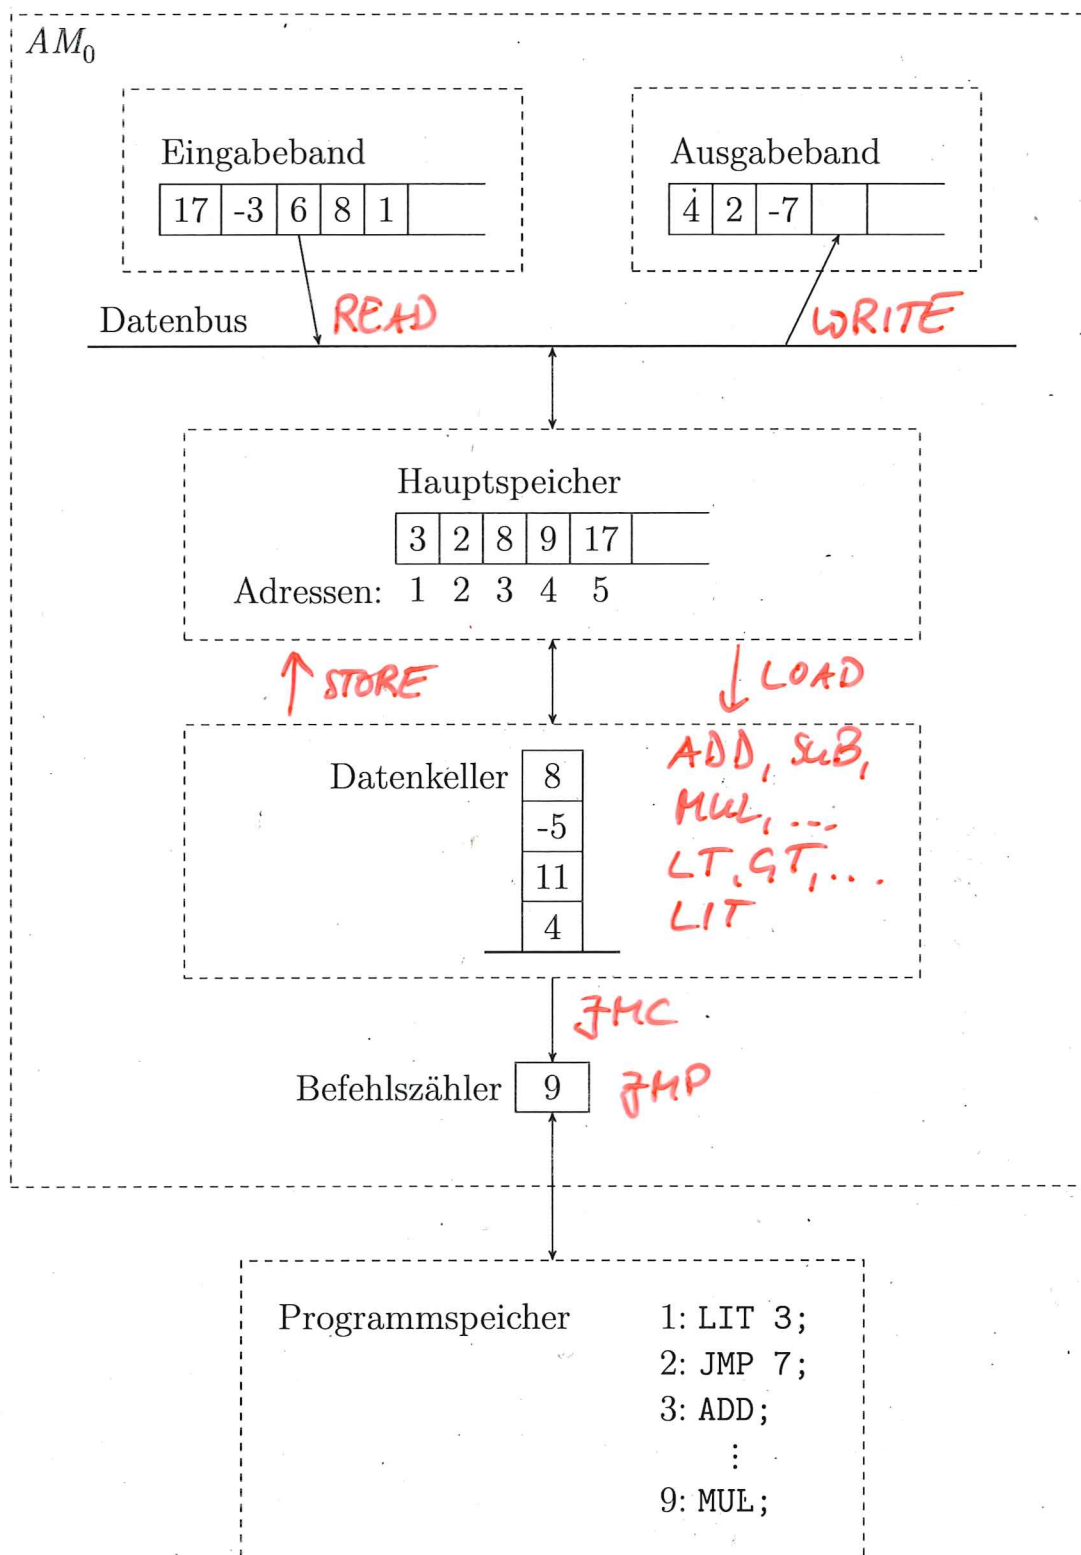 AM₀
Eingabeband
17 -3 6 8 1
Ausgabeband
4 2 -7
Datenbus
READ
WRITE
Hauptspeicher
3 2 8 9 17
Adressen: 1 2 3 4 5
STORE
LOAD
Datenkeller
8
-5
11
4
ADD, SUB,
MUL, ...
LT, GT, ...
LIT
JMC
Befehlszähler 9
JMP
Programmspeicher
1: LIT 3;
2: JMP 7;
3: ADD;
⋮
9: MUL;